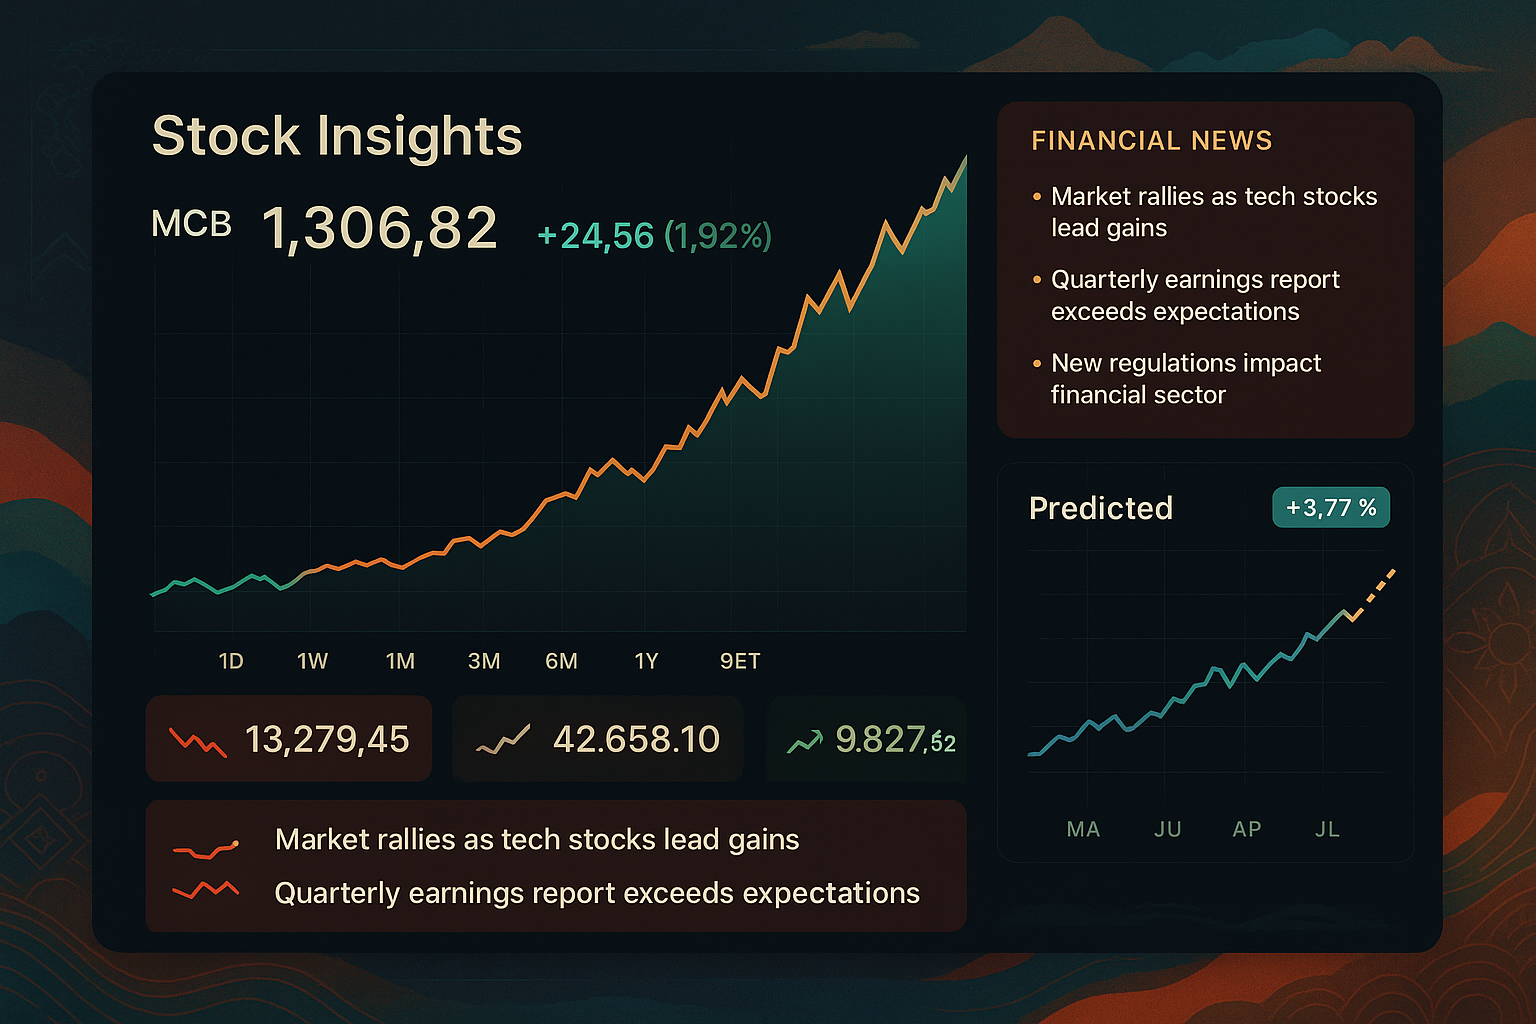 Stock Insights
MCB 1,306,82 +24,56 (1,92%)
1D 1W 1M 3M 6M 1Y 9ET
13,279,45 42.658.10 9.827,52
Market rallies as tech stocks lead gains
Quarterly earnings report exceeds expectations
FINANCIAL NEWS
• Market rallies as tech stocks
lead gains
• Quarterly earnings report
exceeds expectations
• New regulations impact
financial sector
Predicted +3,77 %
MA JU AP JL